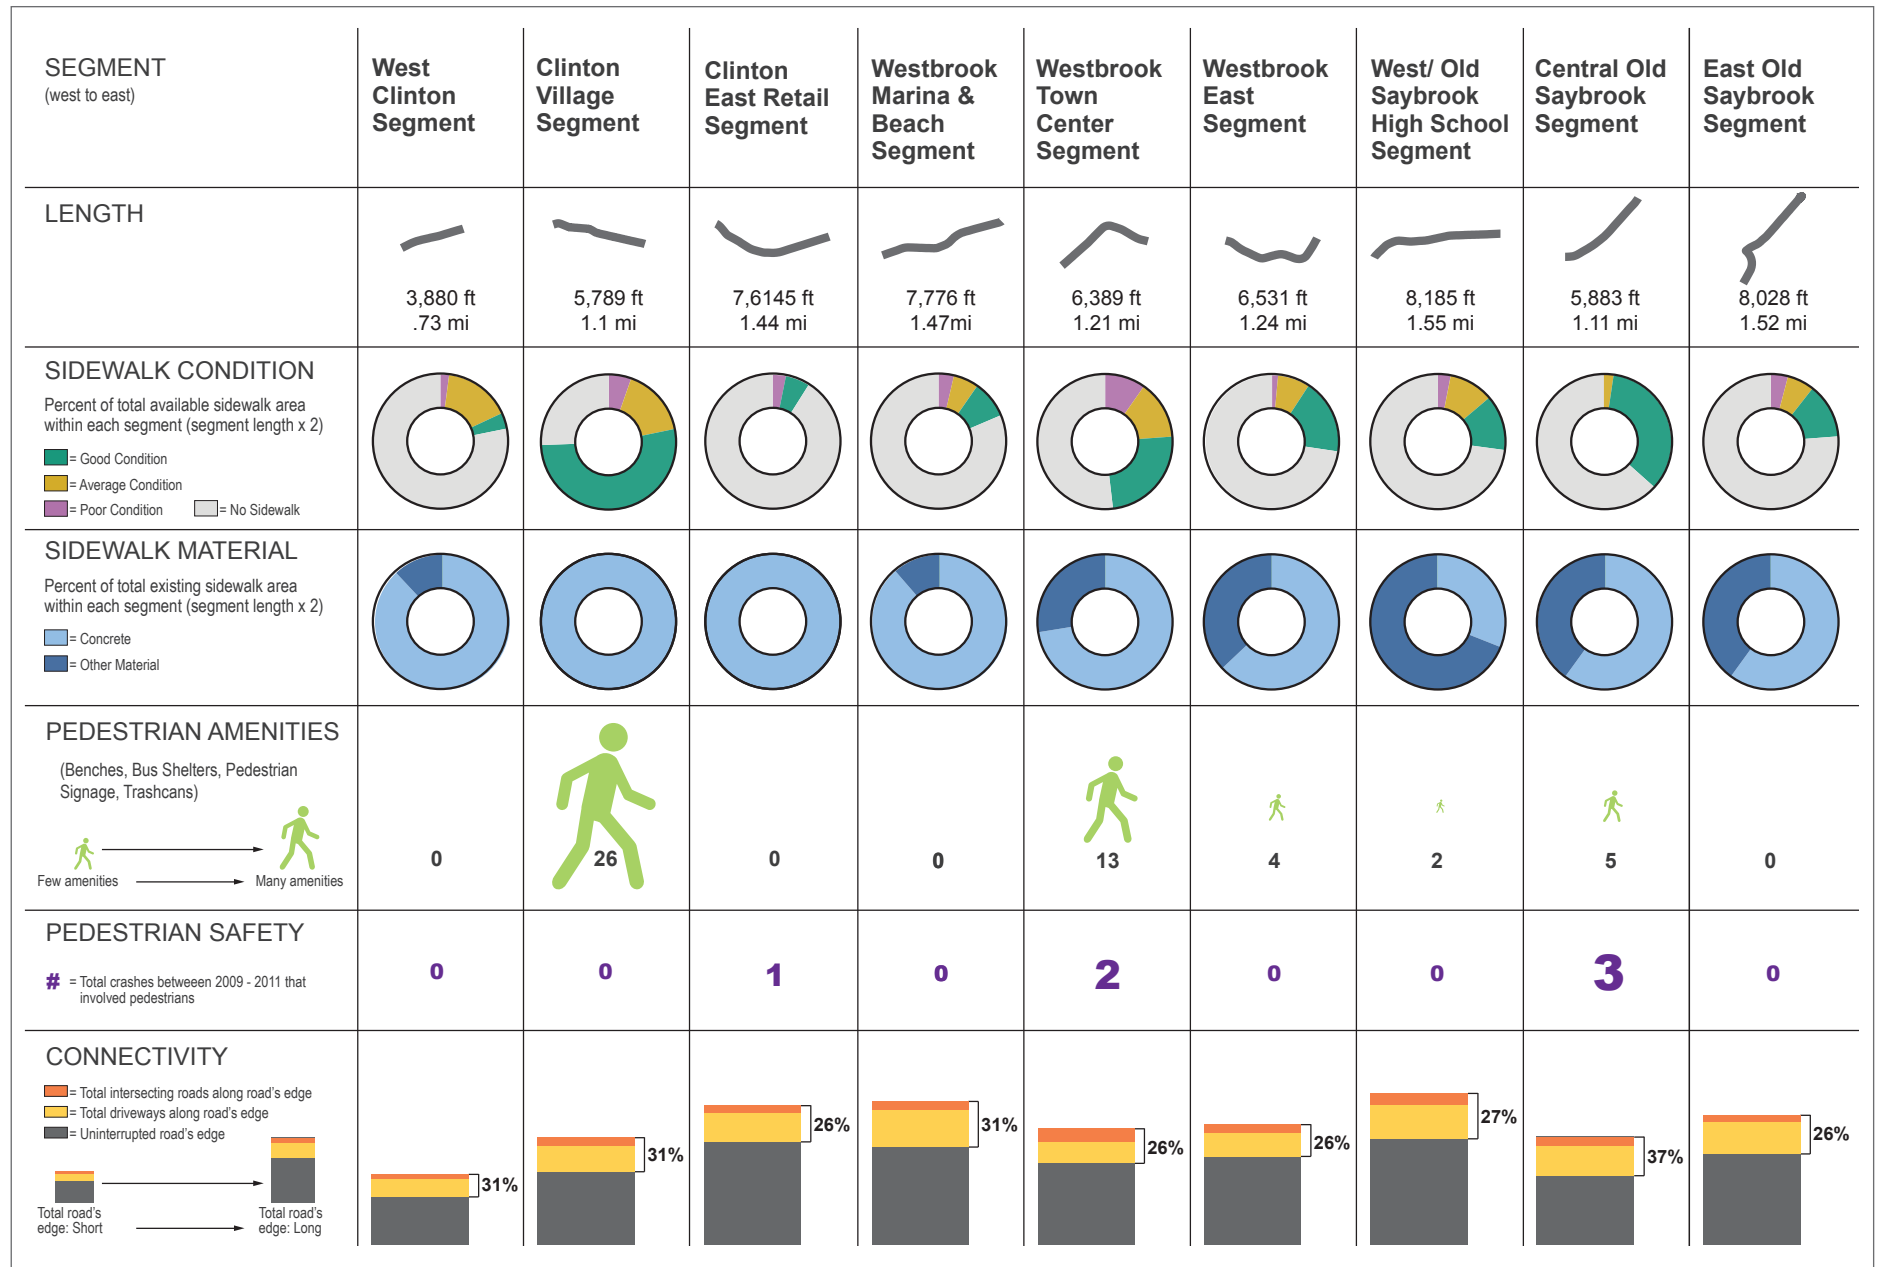 SEGMENT
(west to east)
West
Clinton
Segment
Clinton
Village
Segment
Clinton
East Retail
Segment
Westbrook
Marina &
Beach
Segment
Westbrook
Town
Center
Segment
Westbrook
East
Segment
West/ Old
Saybrook
High School
Segment
Central Old
Saybrook
Segment
East Old
Saybrook
Segment
LENGTH
3,880 ft
.73 mi
5,789 ft
1.1 mi
7,6145 ft
1.44 mi
7,776 ft
1.47mi
6,389 ft
1.21 mi
6,531 ft
1.24 mi
8,185 ft
1.55 mi
5,883 ft
1.11 mi
8,028 ft
1.52 mi
SIDEWALK CONDITION
Percent of total available sidewalk area
within each segment (segment length x 2)
= Good Condition
= Average Condition
= Poor Condition
= No Sidewalk
SIDEWALK MATERIAL
Percent of total existing sidewalk area
within each segment (segment length x 2)
= Concrete
= Other Material
PEDESTRIAN AMENITIES
(Benches, Bus Shelters, Pedestrian
Signage, Trashcans)
Few amenities
Many amenities
0
26
0
0
13
4
2
5
0
PEDESTRIAN SAFETY
# = Total crashes betweeen 2009 - 2011 that
involved pedestrians
0
0
1
0
2
0
0
3
0
CONNECTIVITY
= Total intersecting roads along road's edge
= Total driveways along road's edge
= Uninterrupted road's edge
Total road's
edge: Short
Total road's
edge: Long
31%
31%
26%
31%
26%
26%
27%
37%
26%